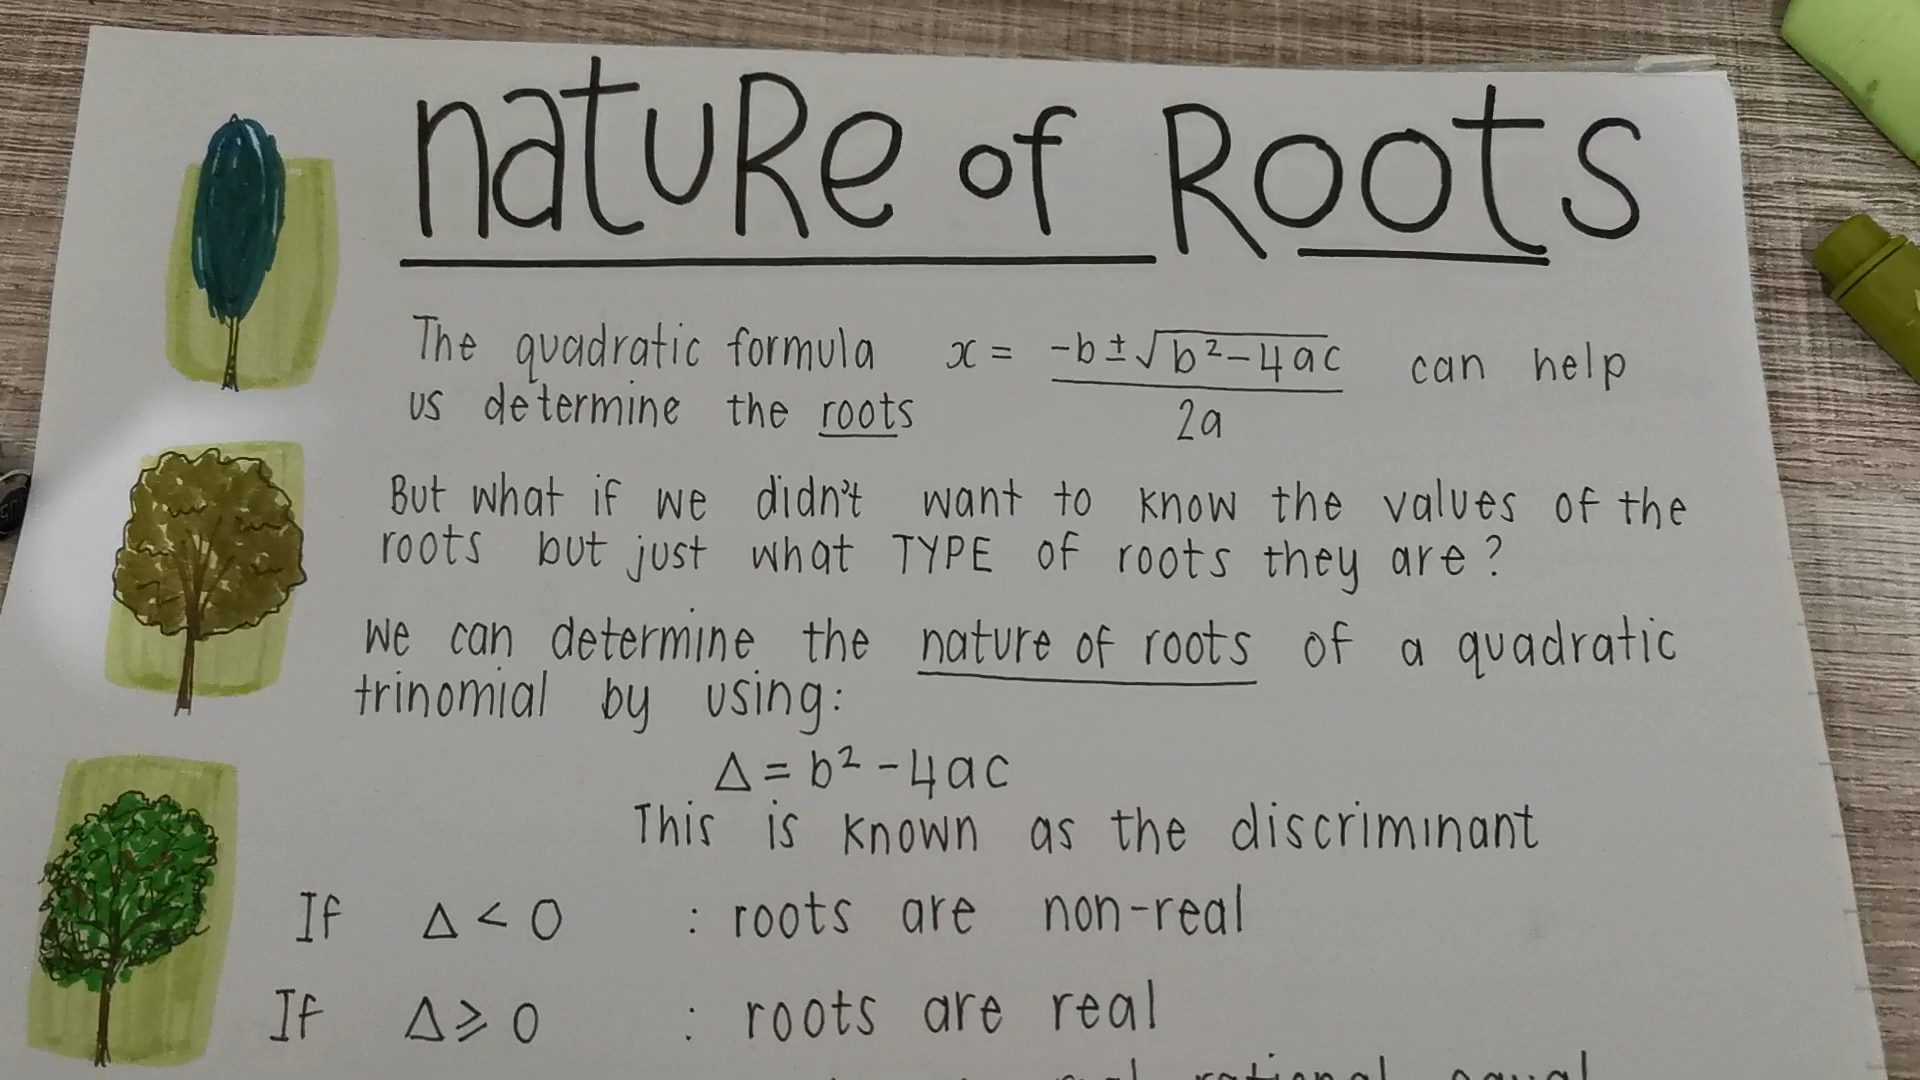 natuRe of Roots
The quadratic formula x = -b±√b²-4ac / 2a can help
us determine the roots
But what if we didn't want to know the values of the
roots but just what TYPE of roots they are?
We can determine the nature of roots of a quadratic
trinomial by using:
Δ = b² - 4ac
This is known as the discriminant
If Δ < 0 : roots are non-real
If Δ ⩾ 0 : roots are real
rational equal